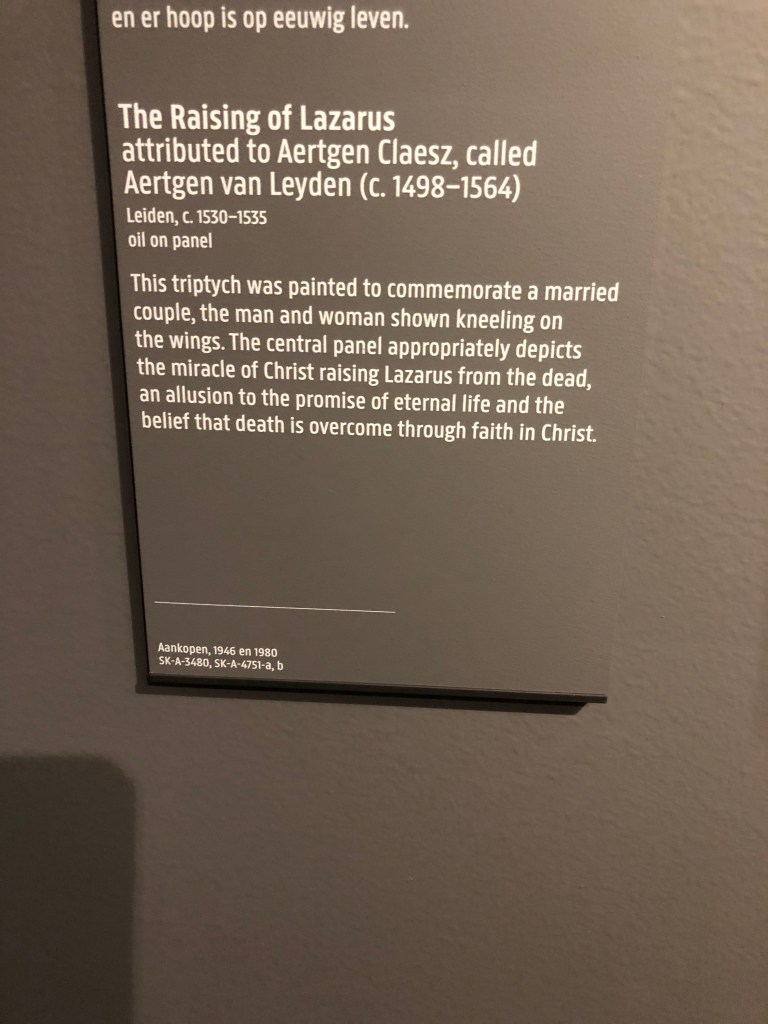 en er hoop is op eeuwig leven.
The Raising of Lazarus
attributed to Aertgen Claesz, called
Aertgen van Leyden (c. 1498–1564)
Leiden, c. 1530–1535
oil on panel
This triptych was painted to commemorate a married
couple, the man and woman shown kneeling on
the wings. The central panel appropriately depicts
the miracle of Christ raising Lazarus from the dead,
an allusion to the promise of eternal life and the
belief that death is overcome through faith in Christ.
Aankopen, 1946 en 1980
SK-A-3480, SK-A-4751-a, b